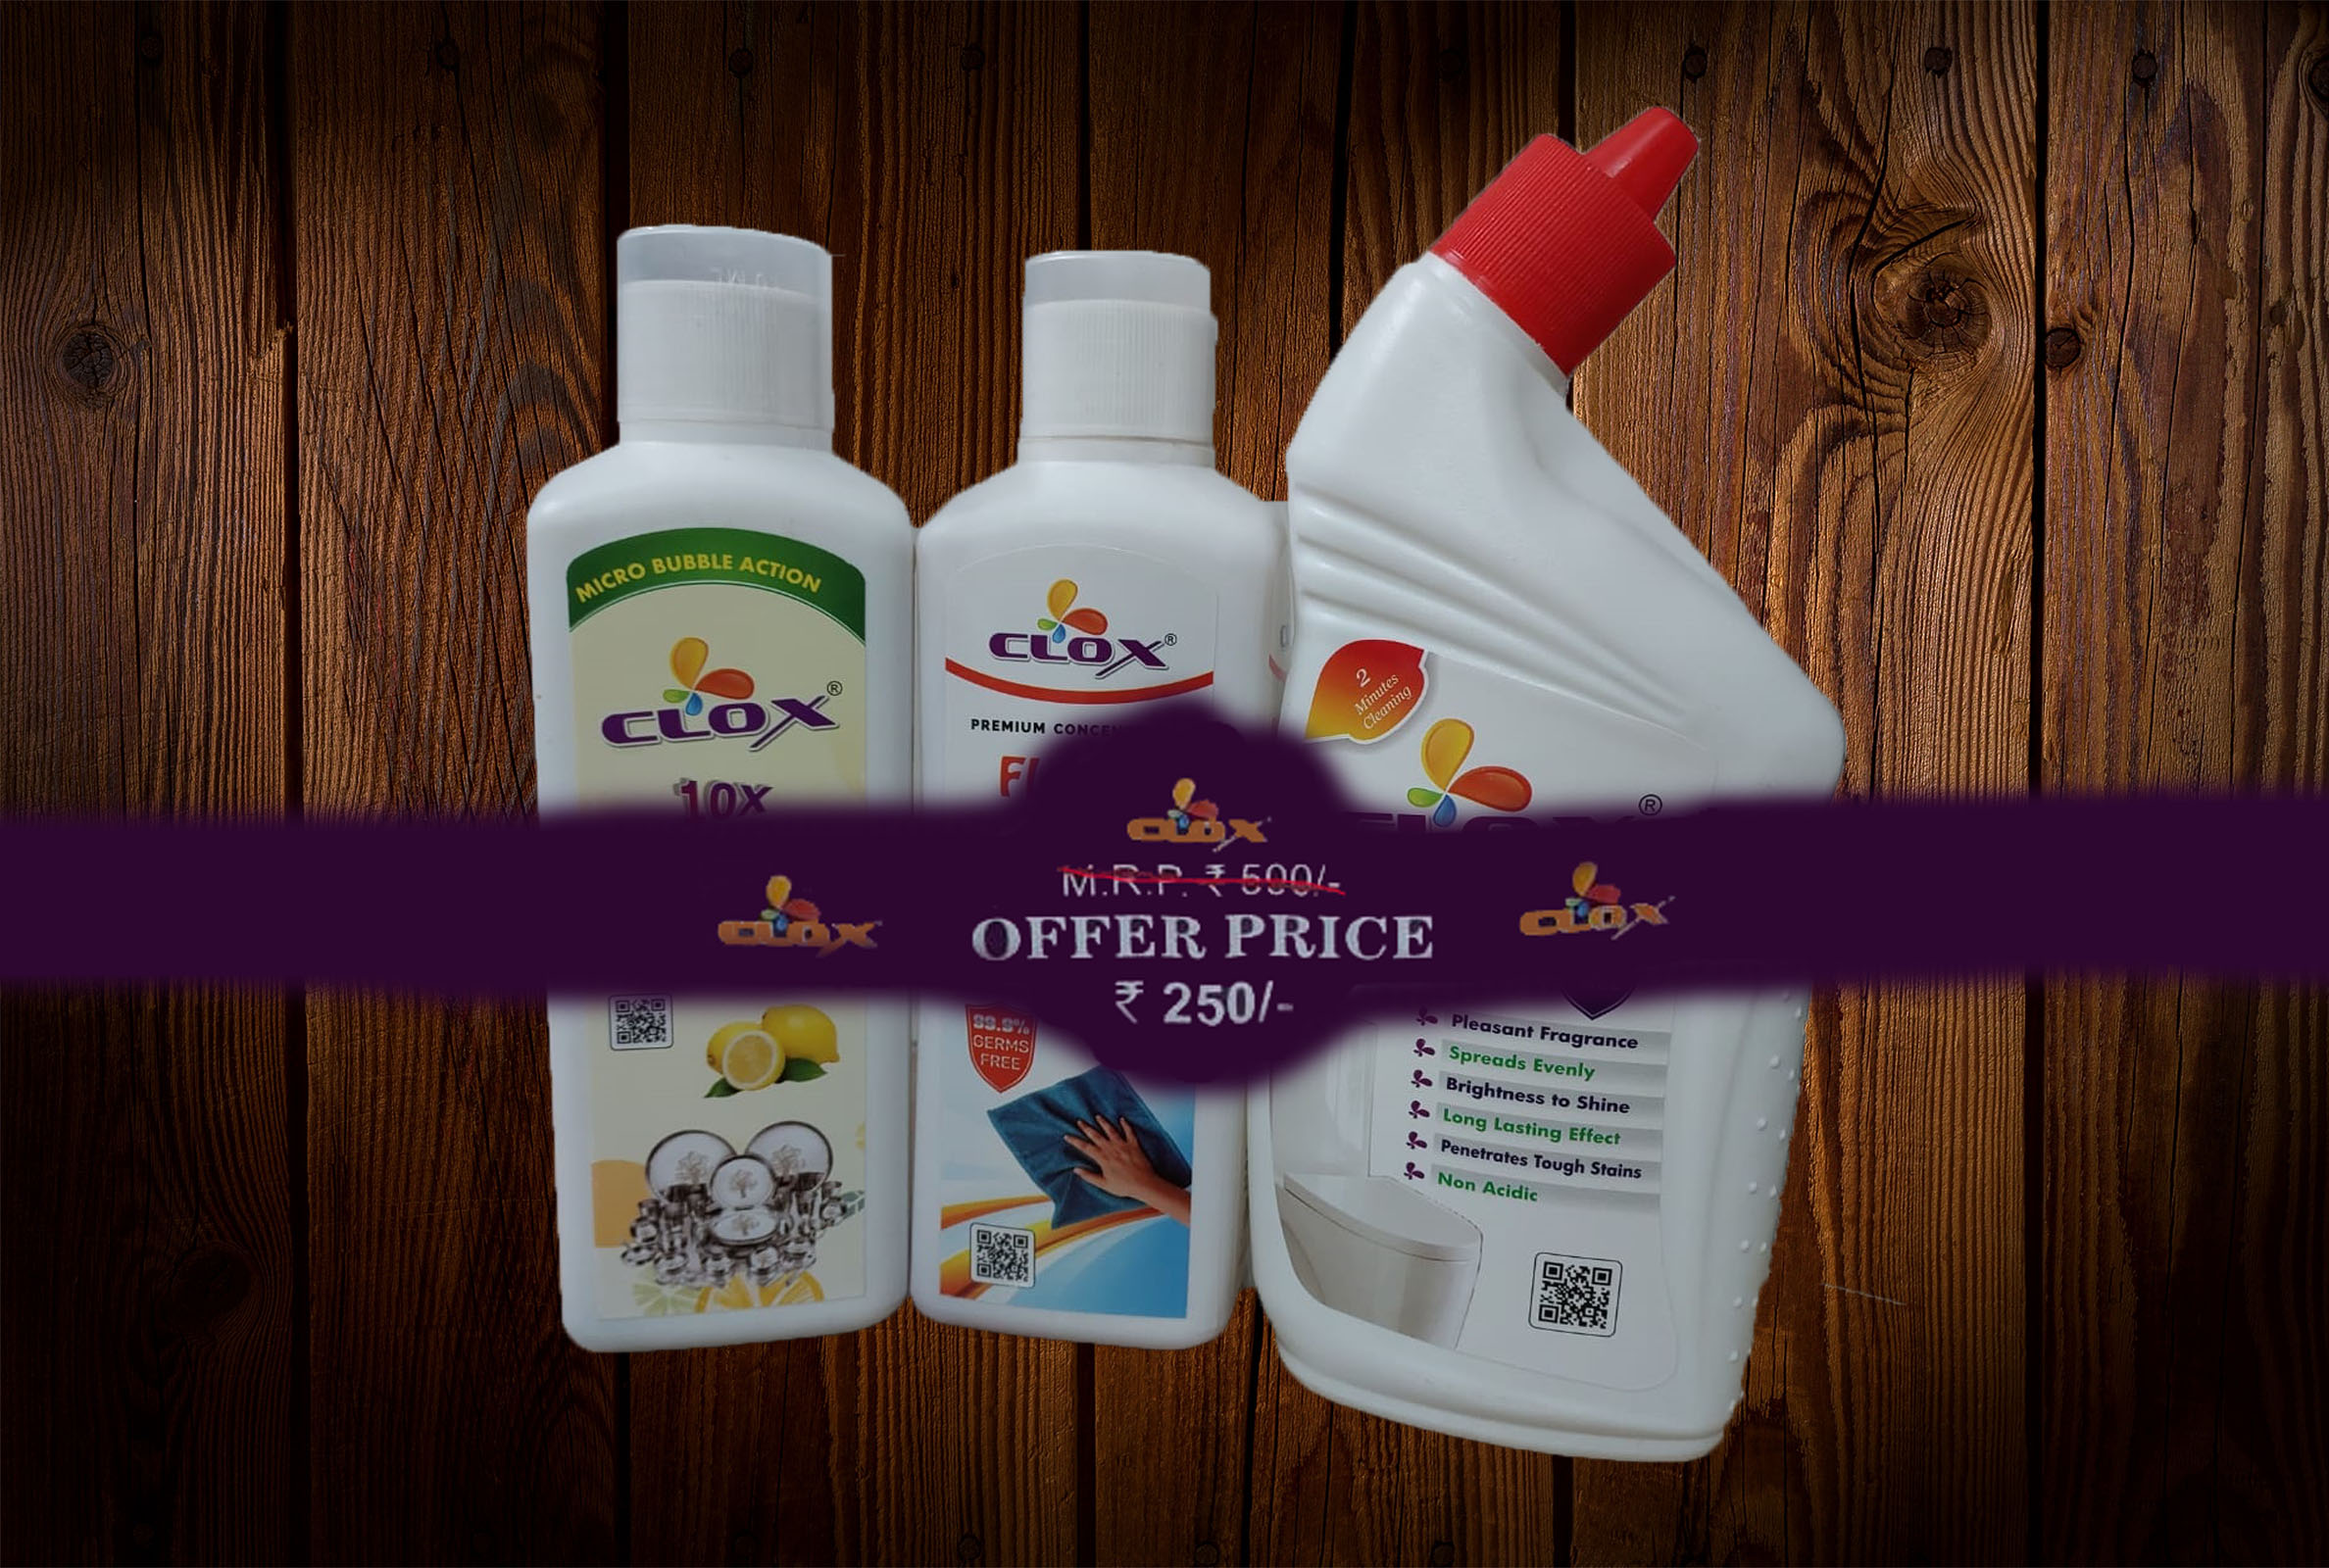 MICRO BUBBLE ACTION
CLOX®
10X
CLOX®
PREMIUM
2
Minutes
Cleaning
®
CLOX
M.R.P. ₹ 500/-
OFFER PRICE
₹ 250/-
CLOX
CLOX
99.9%
GERMS
FREE
Pleasant Fragrance
Spreads Evenly
Brightness to Shine
Long Lasting Effect
Penetrates Tough Stains
Non Acidic